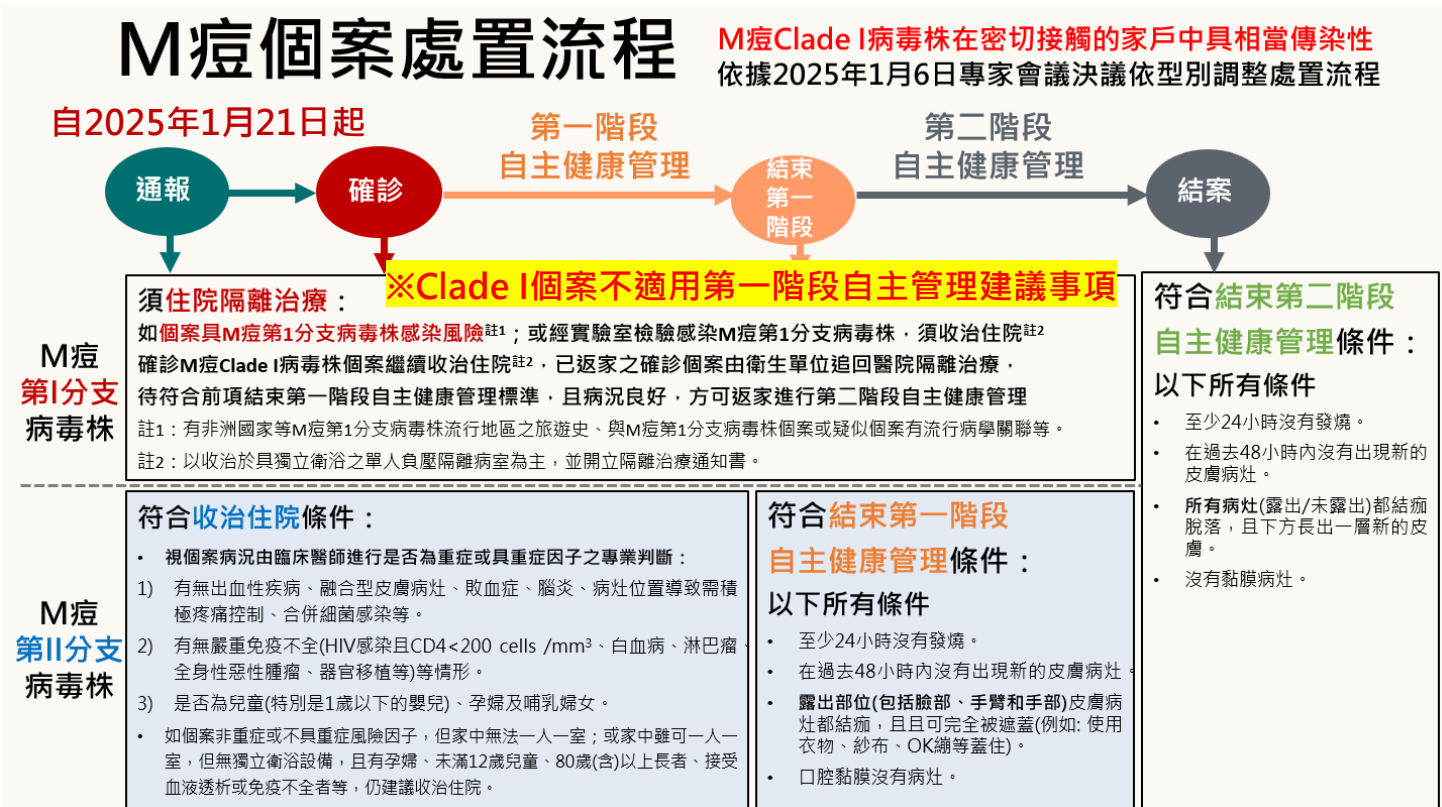 M痘個案處置流程
M痘Clade I病毒株在密切接觸的家戶中具相當傳染性
依據2025年1月6日專家會議決議依型別調整處置流程
自2025年1月21日起
第一階段
自主健康管理
第二階段
自主健康管理
通報
確診
結束
第一
階段
結案
※Clade I個案不適用第一階段自主管理建議事項
M痘
第I分支
病毒株
須住院隔離治療：
如個案具M痘第1分支病毒株感染風險註1；或經實驗室檢驗感染M痘第1分支病毒，須收治住院註2
確診M痘Clade I病毒株個案繼續收治住院註2，已返家之確診個案由衛生單位追回醫院隔離治療，
待符合前項結束第一階段自主健康管理標準，且病況良好，方可返家進行第二階段自主健康管理
註1：有非洲國家等M痘第1分支病毒株流行地區之旅遊史、與M痘第1分支病毒株個案或疑似個案有流行病學關聯等。
註2：以收治於具獨立衛浴之單人負壓隔離病室為主，並開立隔離治療通知書。
符合結束第二階段
自主健康管理條件：
以下所有條件
• 至少24小時沒有發燒。
• 在過去48小時內沒有出現新的
皮膚病灶。
• 所有病灶(露出/未露出)都結痂
脫落，且下方長出一層新的皮
膚。
• 沒有黏膜病灶。
M痘
第II分支
病毒株
符合收治住院條件：
• 視個案病況由臨床醫師進行是否為重症或具重症因子之專業判斷：
1) 有無出血性疾病、融合型皮膚病灶、敗血症、腦炎、病灶位置導致需積
極疼痛控制、合併細菌感染等。
2) 有無嚴重免疫不全(HIV感染且CD4<200 cells /mm³、白血病、淋巴瘤、
全身性惡性腫瘤、器官移植等)等情形。
3) 是否為兒童(特別是1歲以下的嬰兒)、孕婦及哺乳婦女。
• 如個案非重症或不具重症風險因子，但家中無法一人一室；或家中雖可一人一
室，但無獨立衛浴設備，且有孕婦、未滿12歲兒童、80歲(含)以上長者、接受
血液透析或免疫不全者等，仍建議收治住院。
符合結束第一階段
自主健康管理條件：
以下所有條件
• 至少24小時沒有發燒。
• 在過去48小時內沒有出現新的皮膚病灶。
• 露出部位(包括臉部、手臂和手部)皮膚病
灶都結痂，且且可完全被遮蓋(例如: 使用
衣物、紗布、OK繃等蓋住)。
• 口腔黏膜沒有病灶。